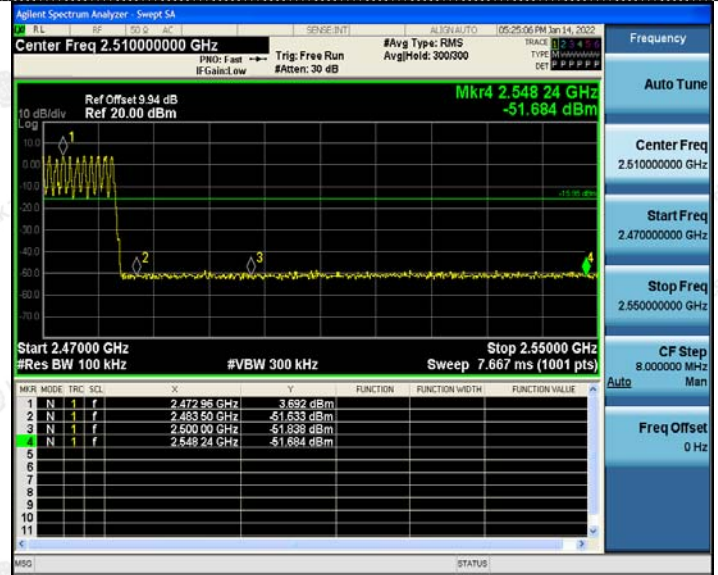 Agilent Spectrum Analyzer - Swept SA
RL RF 50 Ω AC SENSE:INT ALIGN AUTO 05:25:06 PM Jan 14, 2022
Center Freq 2.510000000 GHz
PNO: Fast
IFGain:Low
Trig: Free Run
#Atten: 30 dB
#Avg Type: RMS
Avg|Hold: 300/300
TRACE 1 2 3 4 5 6
TYPE M WWWWW
DET P P P P P P
Ref Offset 9.94 dB
Ref 20.00 dBm
10 dB/div
Log
Mkr4 2.548 24 GHz
-51.684 dBm
10.0
0.00
-10.0
-20.0
-30.0
-40.0
-50.0
-60.0
-70.0
1
2
3
4
Start 2.47000 GHz
Stop 2.55000 GHz
#Res BW 100 kHz
#VBW 300 kHz
Sweep 7.667 ms (1001 pts)
MKR MODE TRC SCL X Y FUNCTION FUNCTION WIDTH FUNCTION VALUE
1 N 1 f 2.472 96 GHz 3.692 dBm
2 N 1 f 2.483 50 GHz -51.633 dBm
3 N 1 f 2.500 00 GHz -51.838 dBm
4 N 1 f 2.548 24 GHz -51.684 dBm
5
6
7
8
9
10
11
MSG
STATUS
Frequency
Auto Tune
Center Freq
2.510000000 GHz
Start Freq
2.470000000 GHz
Stop Freq
2.550000000 GHz
CF Step
8.000000 MHz
Auto Man
Freq Offset
0 Hz